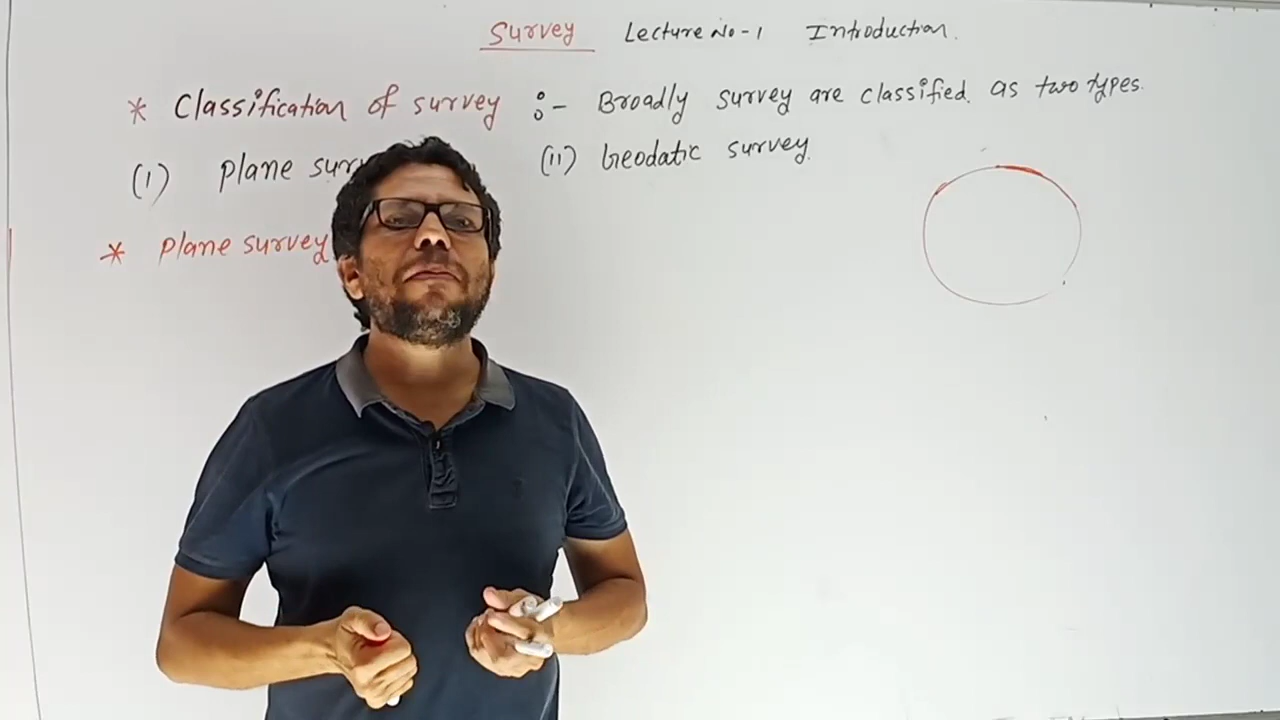 Survey Lecture No-1 Introduction.
* Classification of survey :- Broadly survey are classified as two types.
(I) Plane (II) Geodatic survey.
* Plane survey